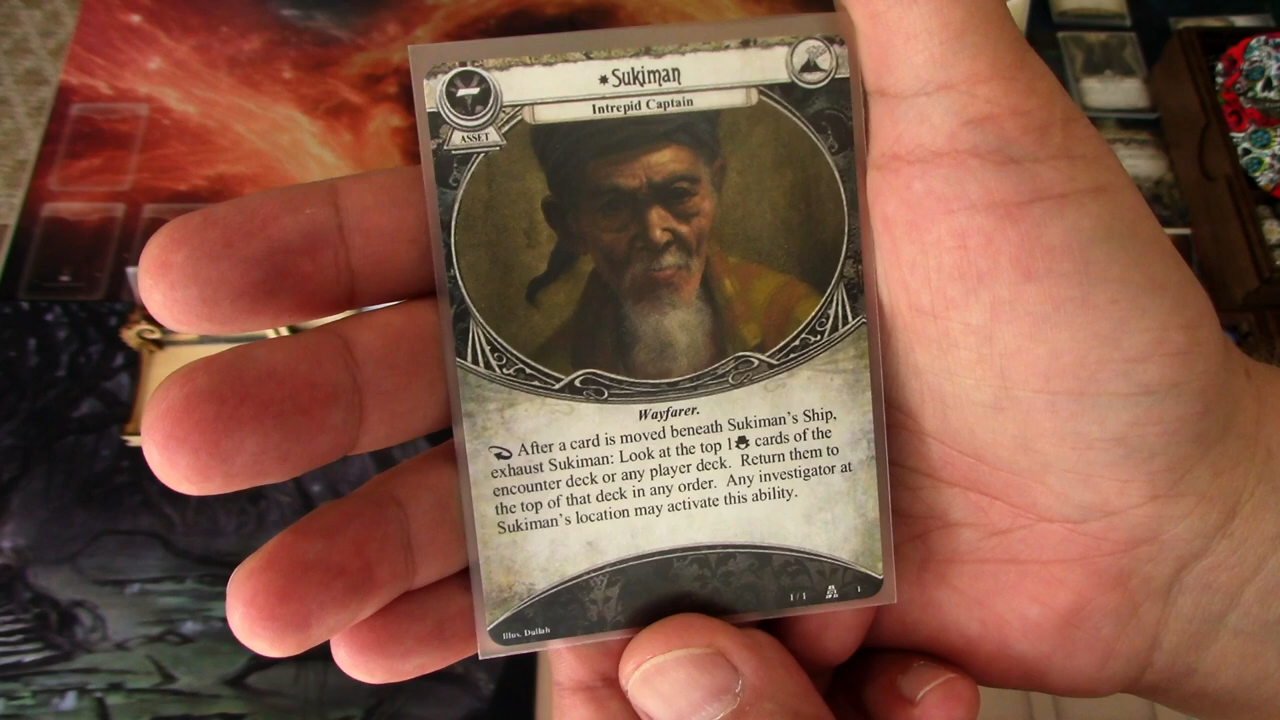 Sukiman
Intrepid Captain
ASSET
Wayfarer.
After a card is moved beneath Sukiman's Ship,
exhaust Sukiman: Look at the top 1 cards of the
encounter deck or any player deck. Return them to
the top of that deck in any order. Any investigator at
Sukiman's location may activate this ability.
Illus. Dullah
1/1
1